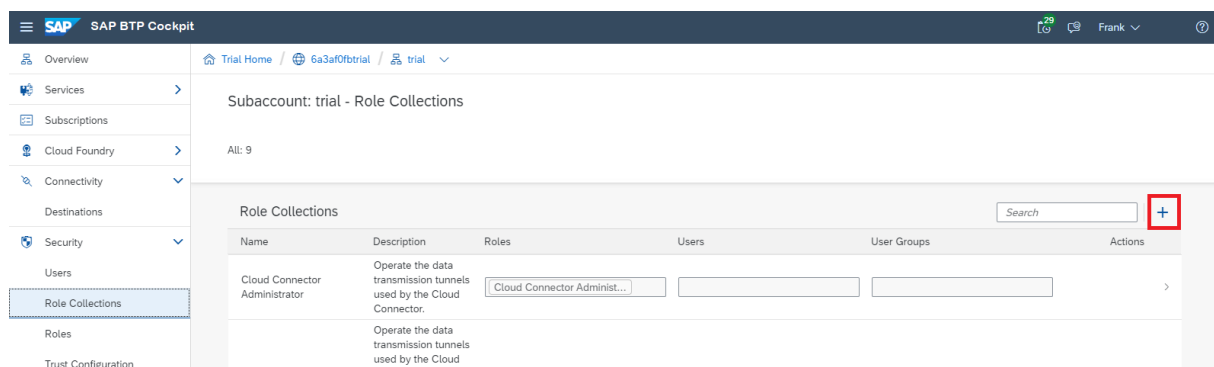 SAP SAP BTP Cockpit 29 Frank
Overview
Services
Subscriptions
Cloud Foundry
Connectivity
Destinations
Security
Users
Role Collections
Roles
Trust Configuration
Trial Home / 6a3af0fbtrial / trial
Subaccount: trial - Role Collections
All: 9
Role Collections Search +
Name Description Roles Users User Groups Actions
Cloud Connector
Administrator
Operate the data
transmission tunnels
used by the Cloud
Connector.
Cloud Connector Administ...
Operate the data
transmission tunnels
used by the Cloud